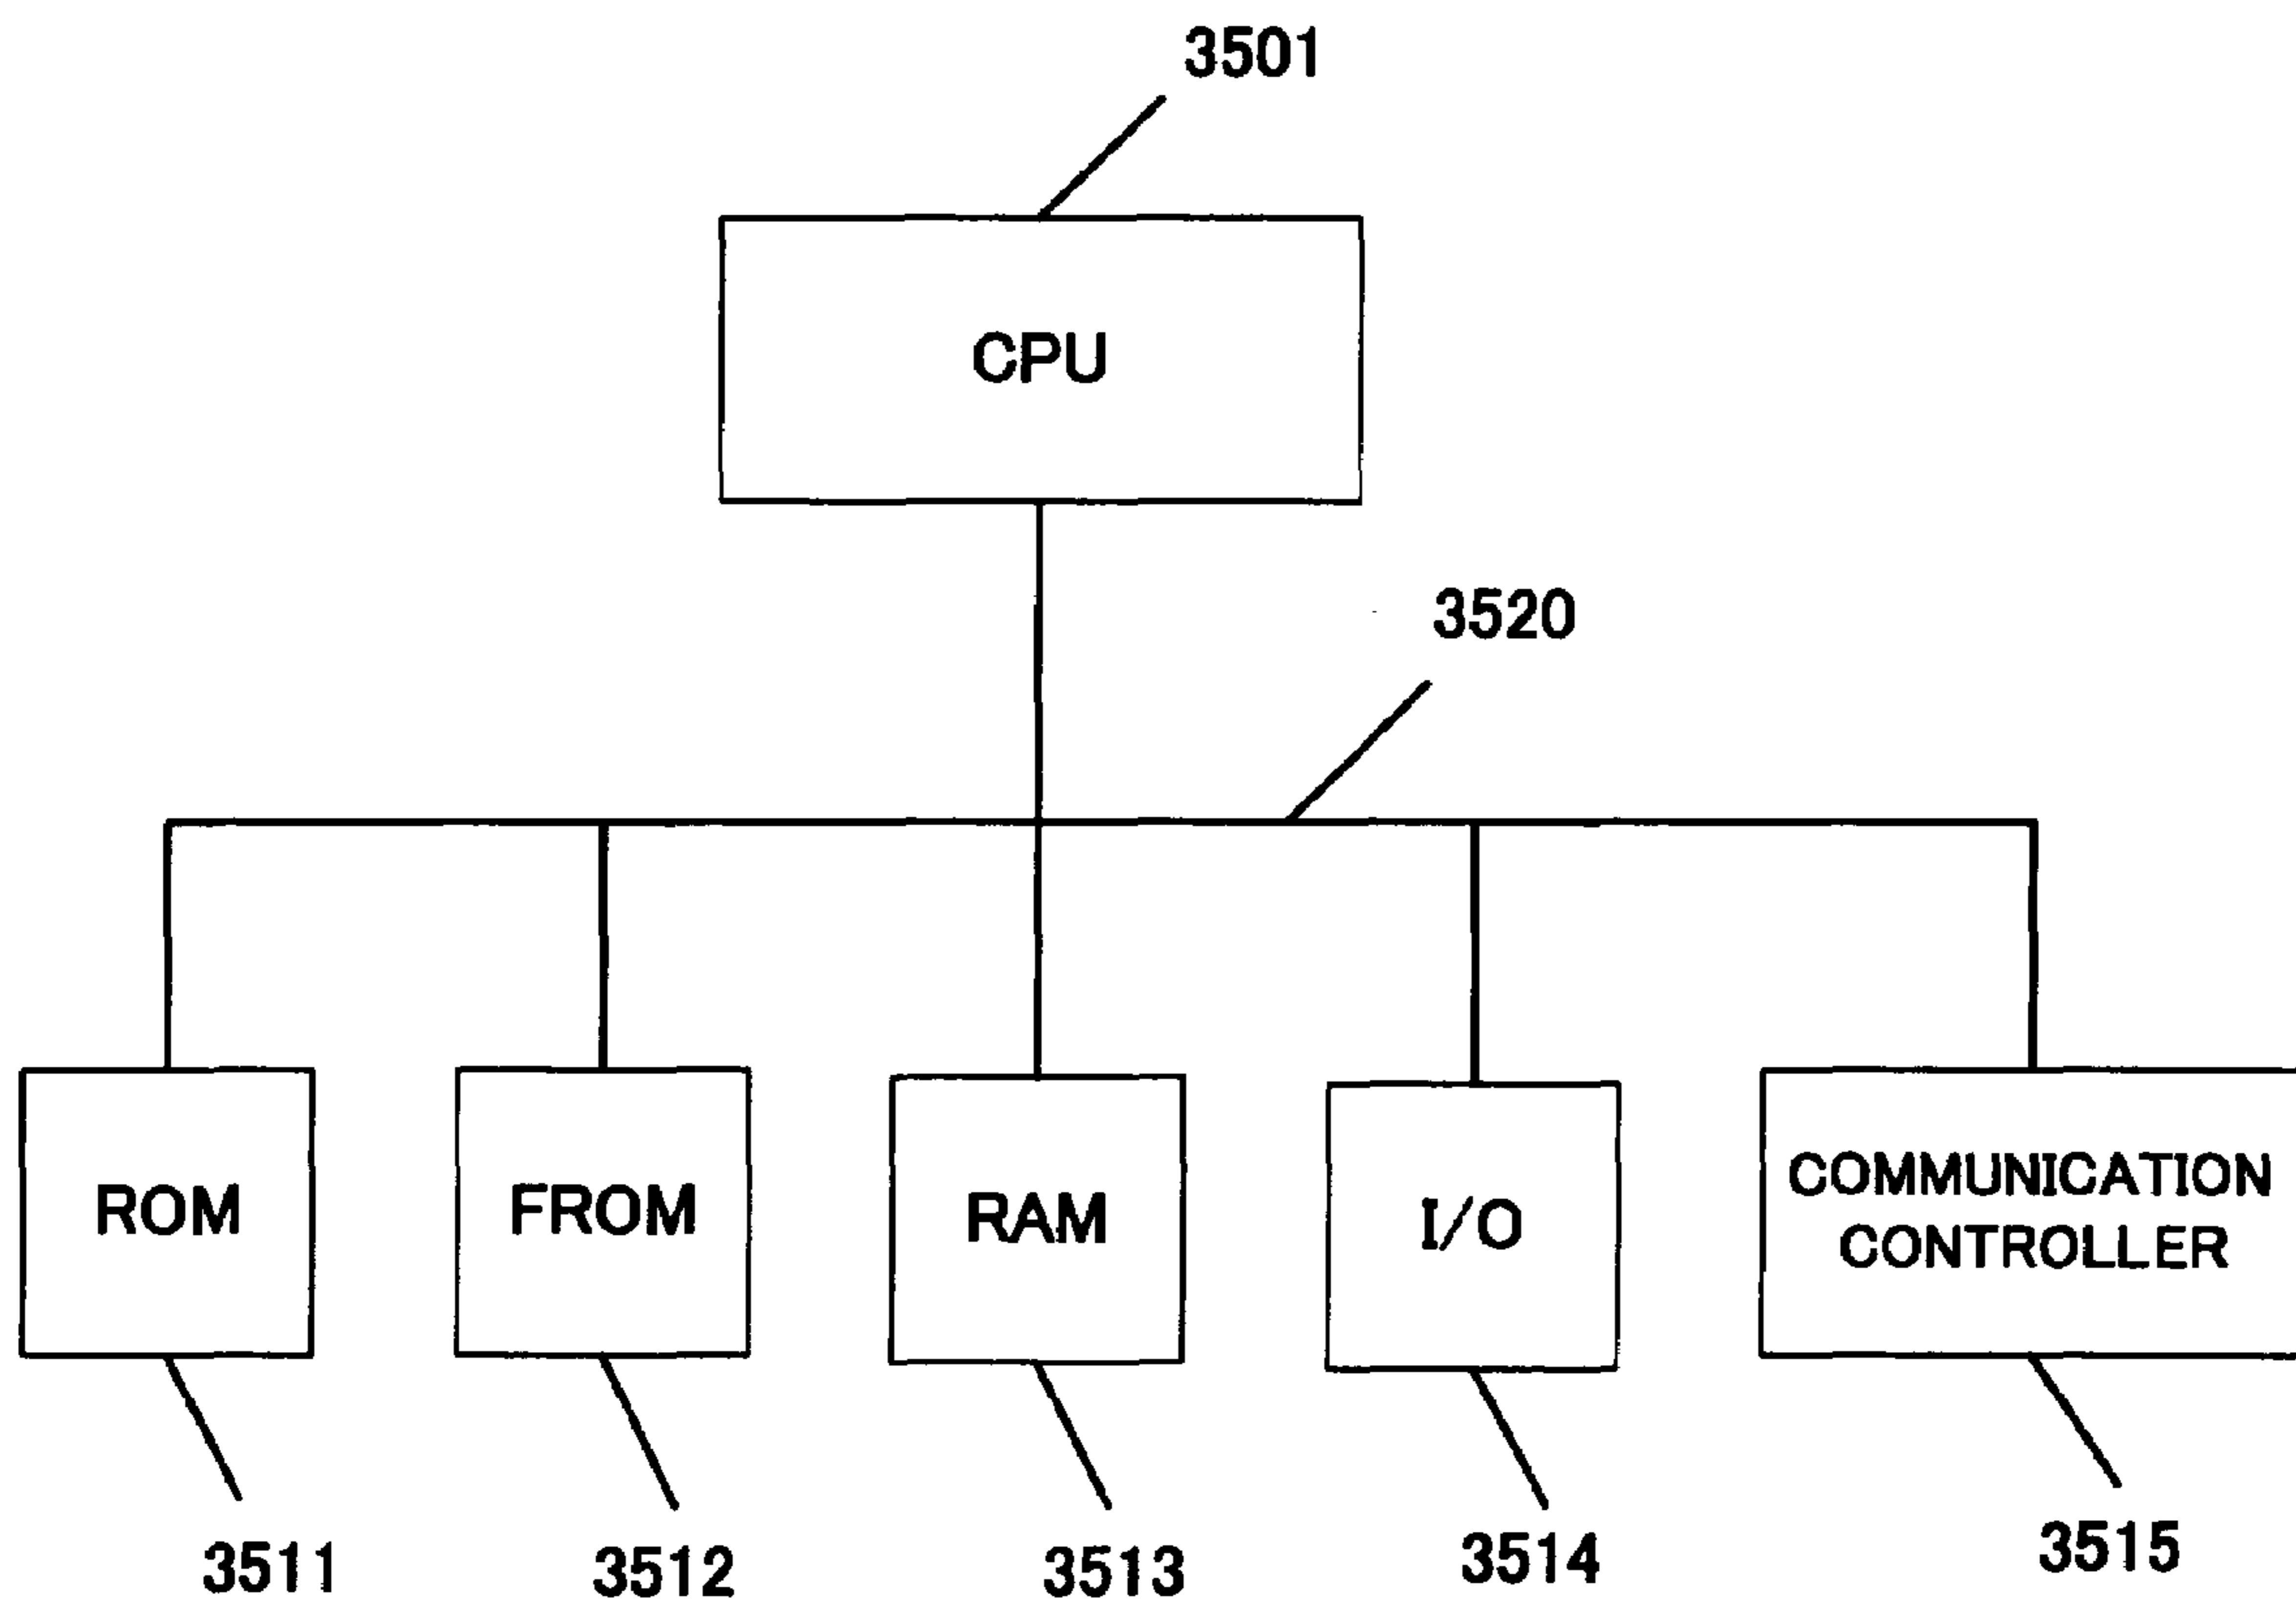 3501
CPU
3520
ROM
FROM
RAM
I/O
COMMUNICATION
CONTROLLER
3511
3512
3513
3514
3515